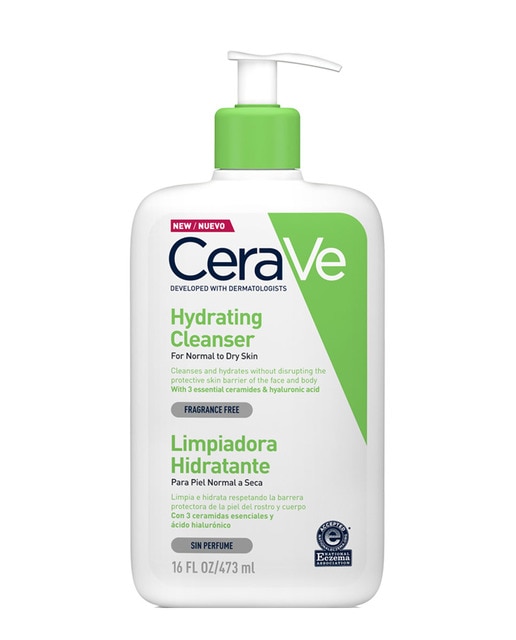 NEW / NUEVO
CeraVe
DEVELOPED WITH DERMATOLOGISTS
Hydrating
Cleanser
For Normal to Dry Skin
Cleanses and hydrates without disrupting the
protective skin barrier of the face and body
With 3 essential ceramides & hyaluronic acid
FRAGRANCE FREE
Limpiadora
Hidratante
Para Piel Normal a Seca
Limpia e hidrata respetando la barrera
protectora de la piel del rostro y cuerpo
Con 3 ceramidas esenciales y
ácido hialurónico
SIN PERFUME
16 FL OZ/473 ml
ACCEPTED
e
NATIONAL
Eczema
ASSOCIATION